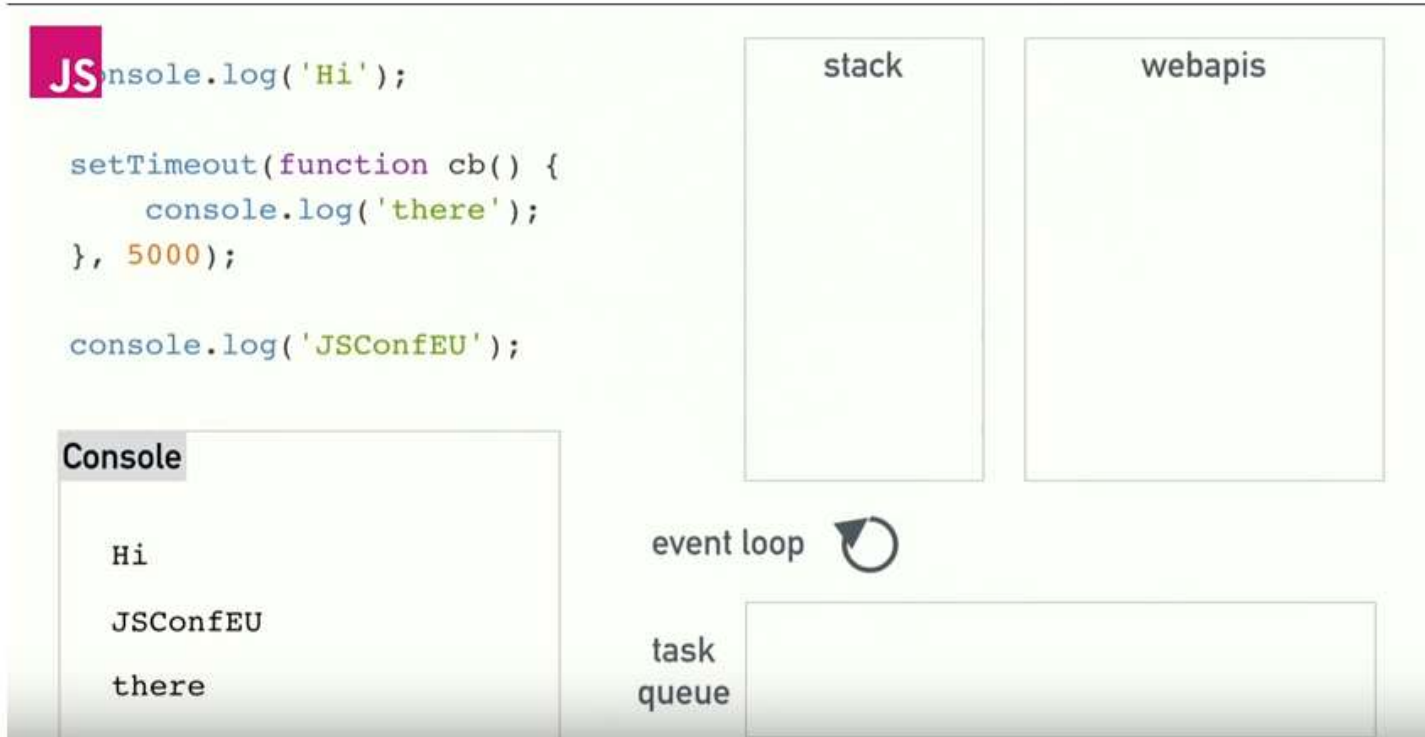 JS
onsole.log('Hi');
setTimeout(function cb() {
    console.log('there');
}, 5000);
console.log('JSConfEU');
Console
Hi
JSConfEU
there
stack
webapis
event loop
task
queue